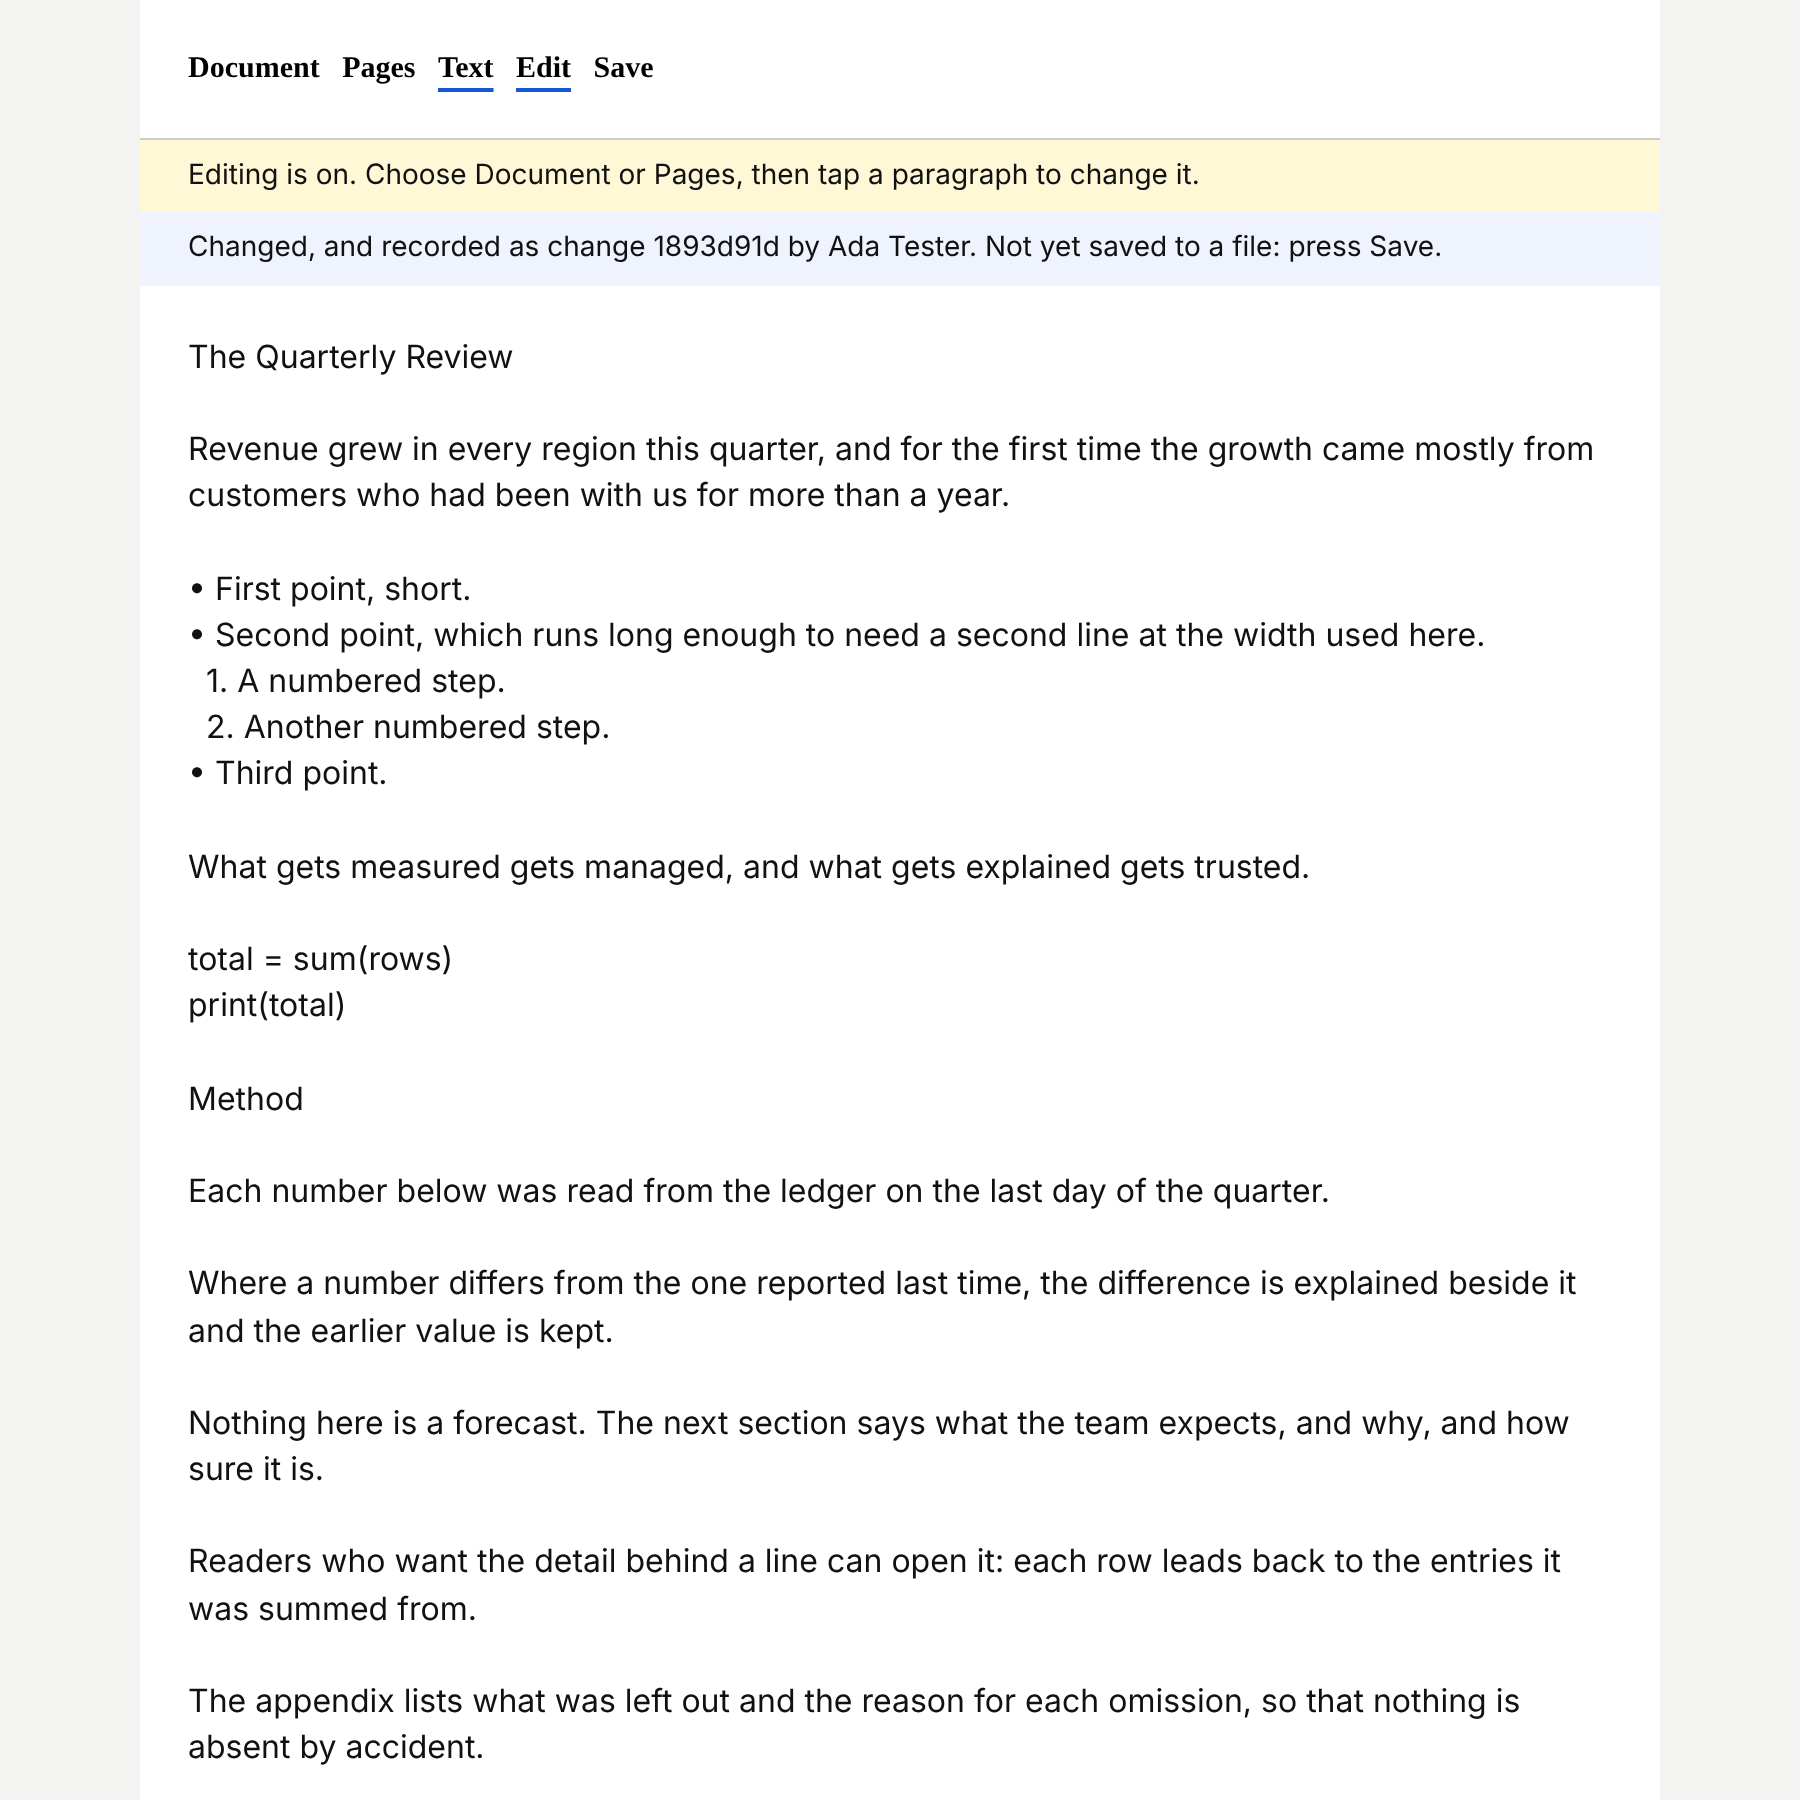 Document Pages Text Edit Save
Editing is on. Choose Document or Pages, then tap a paragraph to change it.
Changed, and recorded as change 1893d91d by Ada Tester. Not yet saved to a file: press Save.
The Quarterly Review
Revenue grew in every region this quarter, and for the first time the growth came mostly from
customers who had been with us for more than a year.
• First point, short.
• Second point, which runs long enough to need a second line at the width used here.
1. A numbered step.
2. Another numbered step.
• Third point.
What gets measured gets managed, and what gets explained gets trusted.
total = sum(rows)
print(total)
Method
Each number below was read from the ledger on the last day of the quarter.
Where a number differs from the one reported last time, the difference is explained beside it
and the earlier value is kept.
Nothing here is a forecast. The next section says what the team expects, and why, and how
sure it is.
Readers who want the detail behind a line can open it: each row leads back to the entries it
was summed from.
The appendix lists what was left out and the reason for each omission, so that nothing is
absent by accident.